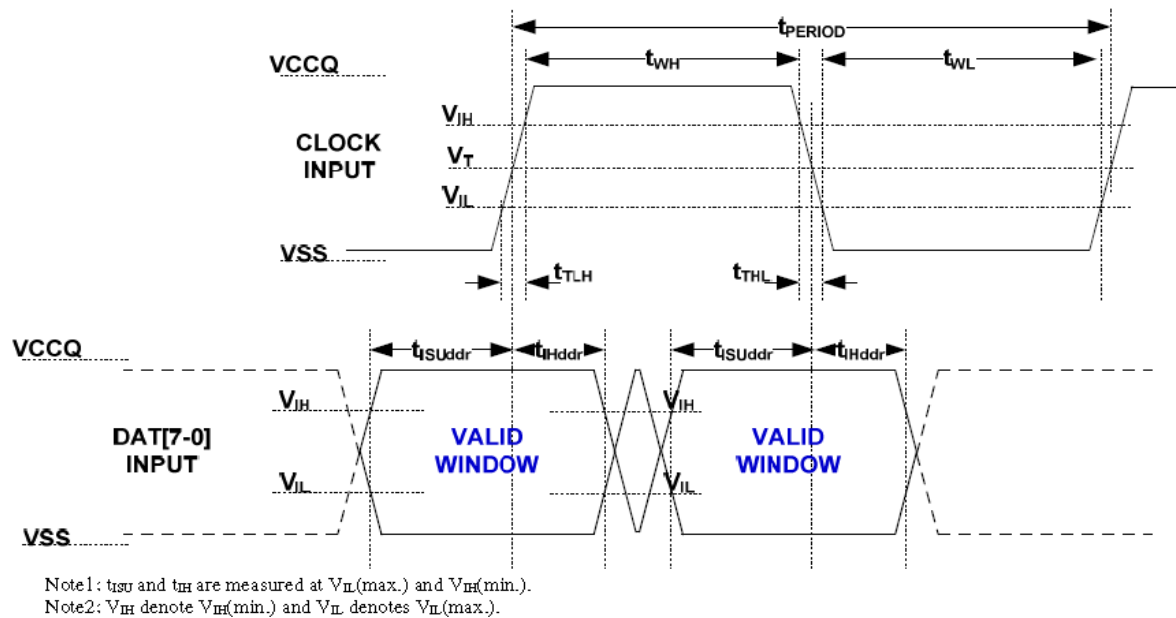 tPERIOD
VCCQ
tWH
tWL
VIH
CLOCK
INPUT
VT
VIL
VSS
tTLH
tTHL
VCCQ
tISUddr
tIHddr
tISUddr
tIHddr
VIH
VIH
DAT[7-0]
INPUT
VALID
WINDOW
VALID
WINDOW
VIL
VIL
VSS
Note1: tISU and tIH are measured at VIL(max.) and VIH(min.).
Note2: VIH denote VIH(min.) and VIL denotes VIL(max.).